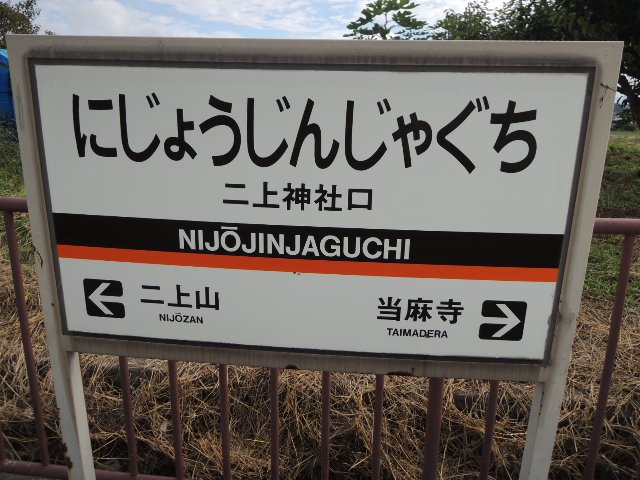 にじょうじんじゃぐち
二上神社口
NIJŌJINJAGUCHI
二上山 当麻寺
NIJŌZAN TAIMADERA